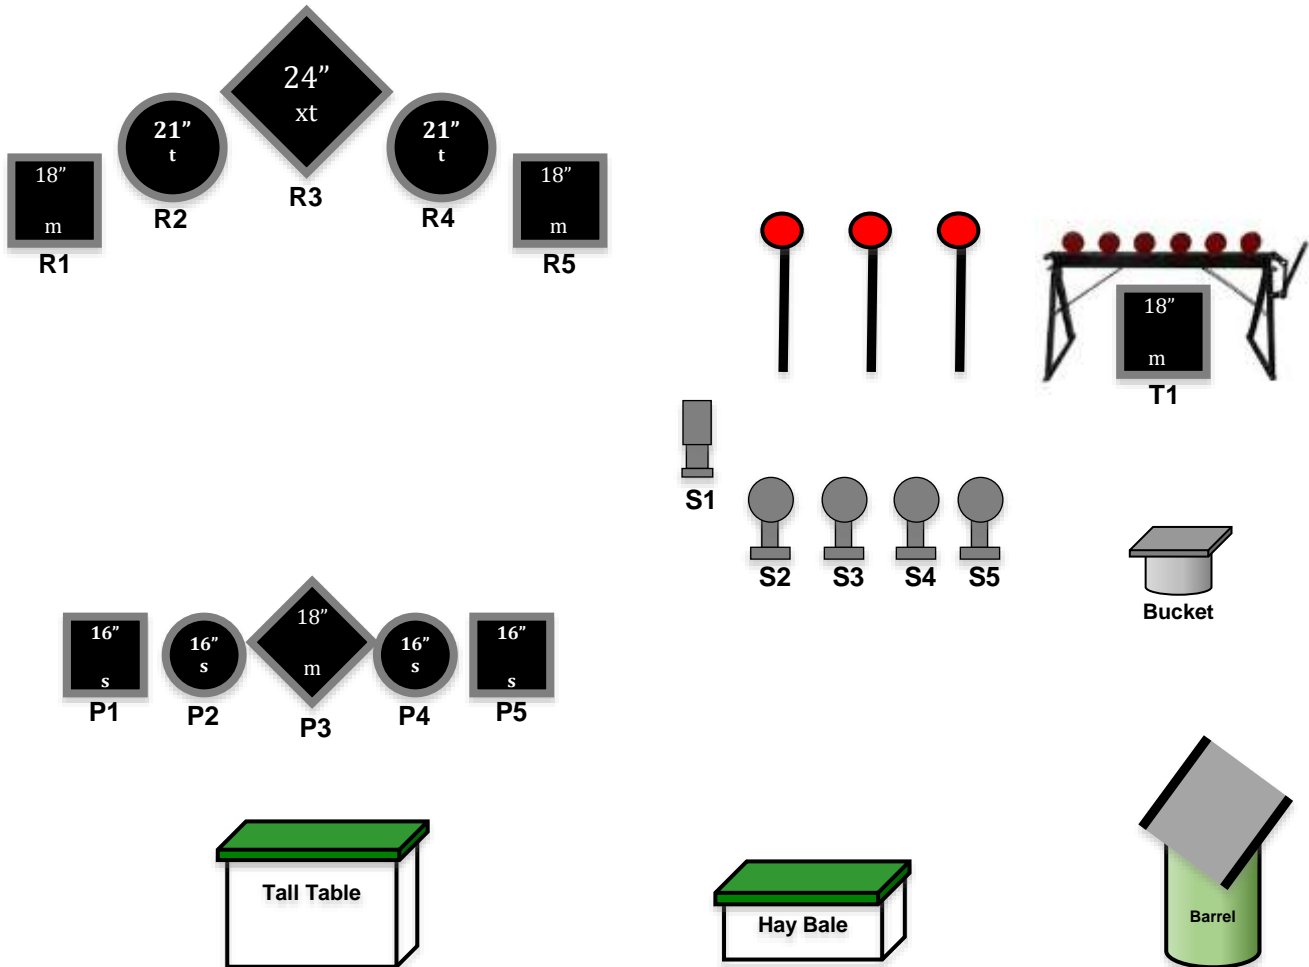 24”
xt
21”
t
21”
t
18”
m
18”
m
R3
R2
R4
R1
R5
18”
m
T1
S1
S2
S3
S4
S5
Bucket
16”
s
16”
s
18”
m
16”
s
16”
s
P1
P2
P3
P4
P5
Tall Table
Hay Bale
Barrel